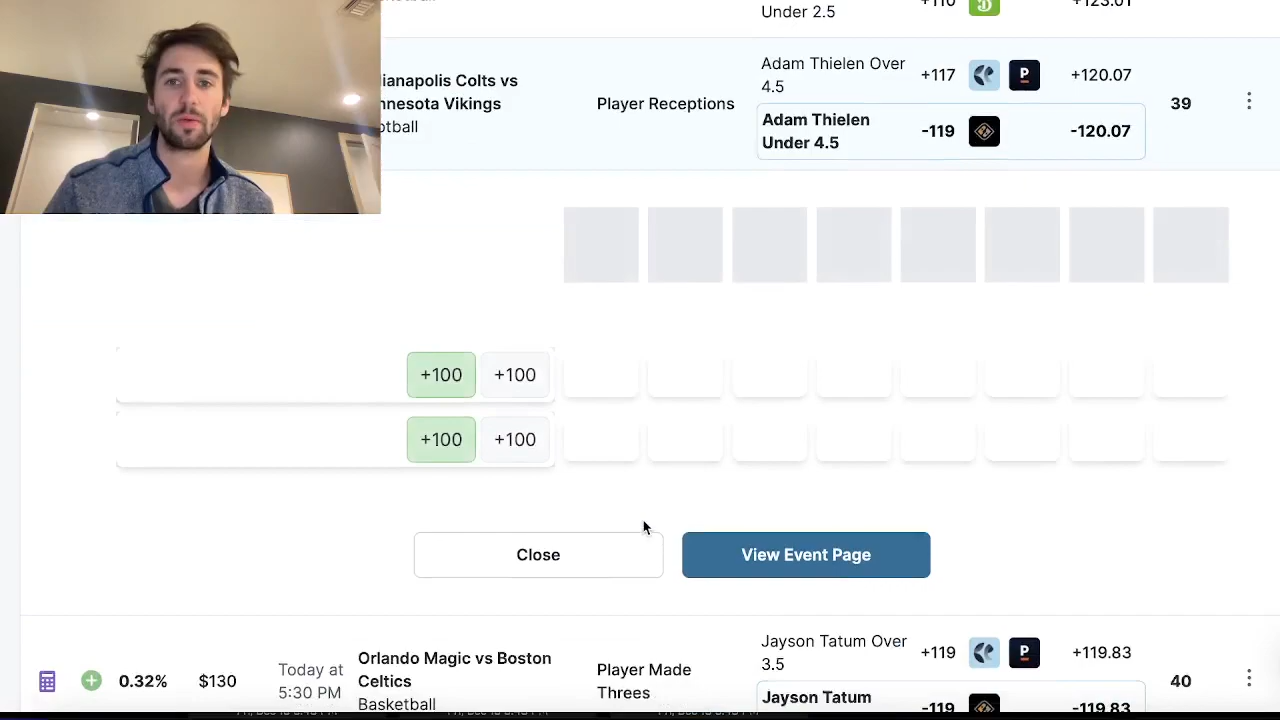 Under 2.5
+110
+123.01
ianapolis Colts vs
nnesota Vikings
otball
Player Receptions
Adam Thielen Over
4.5
+117
P
+120.07
Adam Thielen
Under 4.5
-119
-120.07
39
+100 +100
+100 +100
Close
View Event Page
0.32%
$130
Today at
5:30 PM
Orlando Magic vs Boston
Celtics
Basketball
Player Made
Threes
Jayson Tatum Over
3.5
+119
P
+119.83
Jayson Tatum
-119
-119.83
40